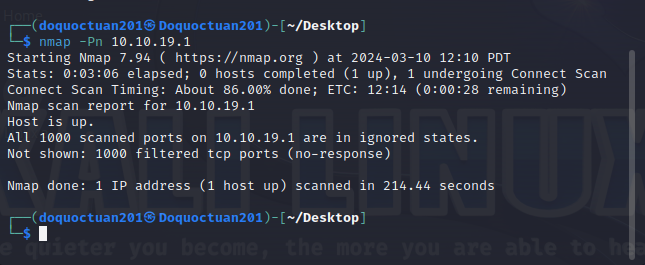 ┌──(doquoctuan201㉿Doquoctuan201)-[~/Desktop]
└─$ nmap -Pn 10.10.19.1
Starting Nmap 7.94 ( https://nmap.org ) at 2024-03-10 12:10 PDT
Stats: 0:03:06 elapsed; 0 hosts completed (1 up), 1 undergoing Connect Scan
Connect Scan Timing: About 86.00% done; ETC: 12:14 (0:00:28 remaining)
Nmap scan report for 10.10.19.1
Host is up.
All 1000 scanned ports on 10.10.19.1 are in ignored states.
Not shown: 1000 filtered tcp ports (no-response)
Nmap done: 1 IP address (1 host up) scanned in 214.44 seconds
┌──(doquoctuan201㉿Doquoctuan201)-[~/Desktop]
└─$
KALI LINUX
e quieter you become, the more you are able to hea